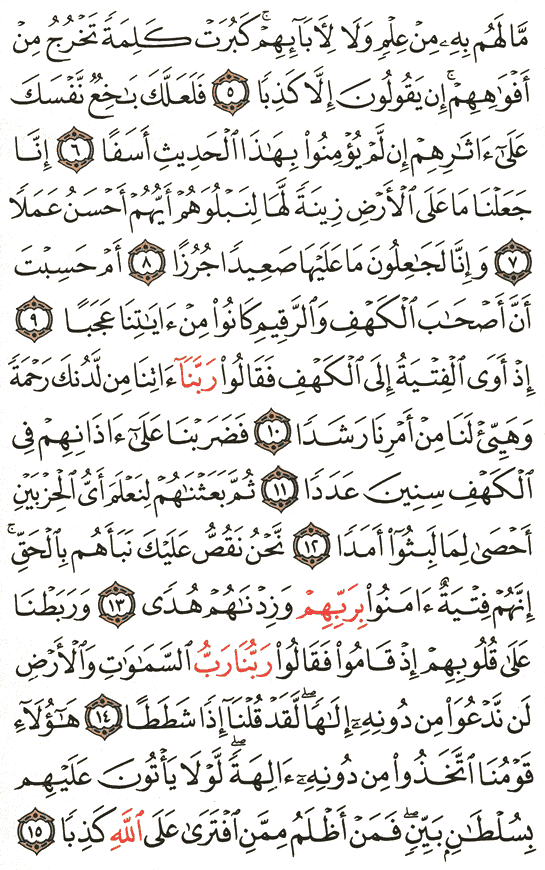 مَّا لَهُم بِهِۦ مِنْ عِلْمٍ وَلَا لِـَٔابَآئِهِمْ ۚ كَبُرَتْ كَلِمَةً تَخْرُجُ مِنْ
أَفْوَٰهِهِمْ ۚ إِن يَقُولُونَ إِلَّا كَذِبًا ٥ فَلَعَلَّكَ بَـٰخِعٌ نَّفْسَكَ
عَلَىٰٓ ءَاثَـٰرِهِمْ إِن لَّمْ يُؤْمِنُوا۟ بِهَـٰذَا ٱلْحَدِيثِ أَسَفًا ٦ إِنَّا
جَعَلْنَا مَا عَلَى ٱلْأَرْضِ زِينَةً لَّهَا لِنَبْلُوَهُمْ أَيُّهُمْ أَحْسَنُ عَمَلًا
٧ وَإِنَّا لَجَـٰعِلُونَ مَا عَلَيْهَا صَعِيدًا جُرُزًا ٨ أَمْ حَسِبْتَ
أَنَّ أَصْحَـٰبَ ٱلْكَهْفِ وَٱلرَّقِيمِ كَانُوا۟ مِنْ ءَايَـٰتِنَا عَجَبًا ٩
إِذْ أَوَى ٱلْفِتْيَةُ إِلَى ٱلْكَهْفِ فَقَالُوا۟ رَبَّنَآ ءَاتِنَا مِن لَّدُنكَ رَحْمَةً
وَهَيِّئْ لَنَا مِنْ أَمْرِنَا رَشَدًا ١٠ فَضَرَبْنَا عَلَىٰٓ ءَاذَانِهِمْ فِى
ٱلْكَهْفِ سِنِينَ عَدَدًا ١١ ثُمَّ بَعَثْنَـٰهُمْ لِنَعْلَمَ أَىُّ ٱلْحِزْبَيْنِ
أَحْصَىٰ لِمَا لَبِثُوٓا۟ أَمَدًا ١٢ نَّحْنُ نَقُصُّ عَلَيْكَ نَبَأَهُم بِٱلْحَقِّ ۚ
إِنَّهُمْ فِتْيَةٌ ءَامَنُوا۟ بِرَبِّهِمْ وَزِدْنَـٰهُمْ هُدًى ١٣ وَرَبَطْنَا
عَلَىٰ قُلُوبِهِمْ إِذْ قَامُوا۟ فَقَالُوا۟ رَبُّنَا رَبُّ ٱلسَّمَـٰوَٰتِ وَٱلْأَرْضِ
لَن نَّدْعُوَا۟ مِن دُونِهِۦٓ إِلَـٰهًا ۖ لَّقَدْ قُلْنَآ إِذًا شَطَطًا ١٤ هَـٰٓؤُلَآءِ
قَوْمُنَا ٱتَّخَذُوا۟ مِن دُونِهِۦٓ ءَالِهَةً ۖ لَّوْلَا يَأْتُونَ عَلَيْهِم
بِسُلْطَـٰنٍۭ بَيِّنٍ ۖ فَمَنْ أَظْلَمُ مِمَّنِ ٱفْتَرَىٰ عَلَى ٱللَّهِ كَذِبًا ١٥